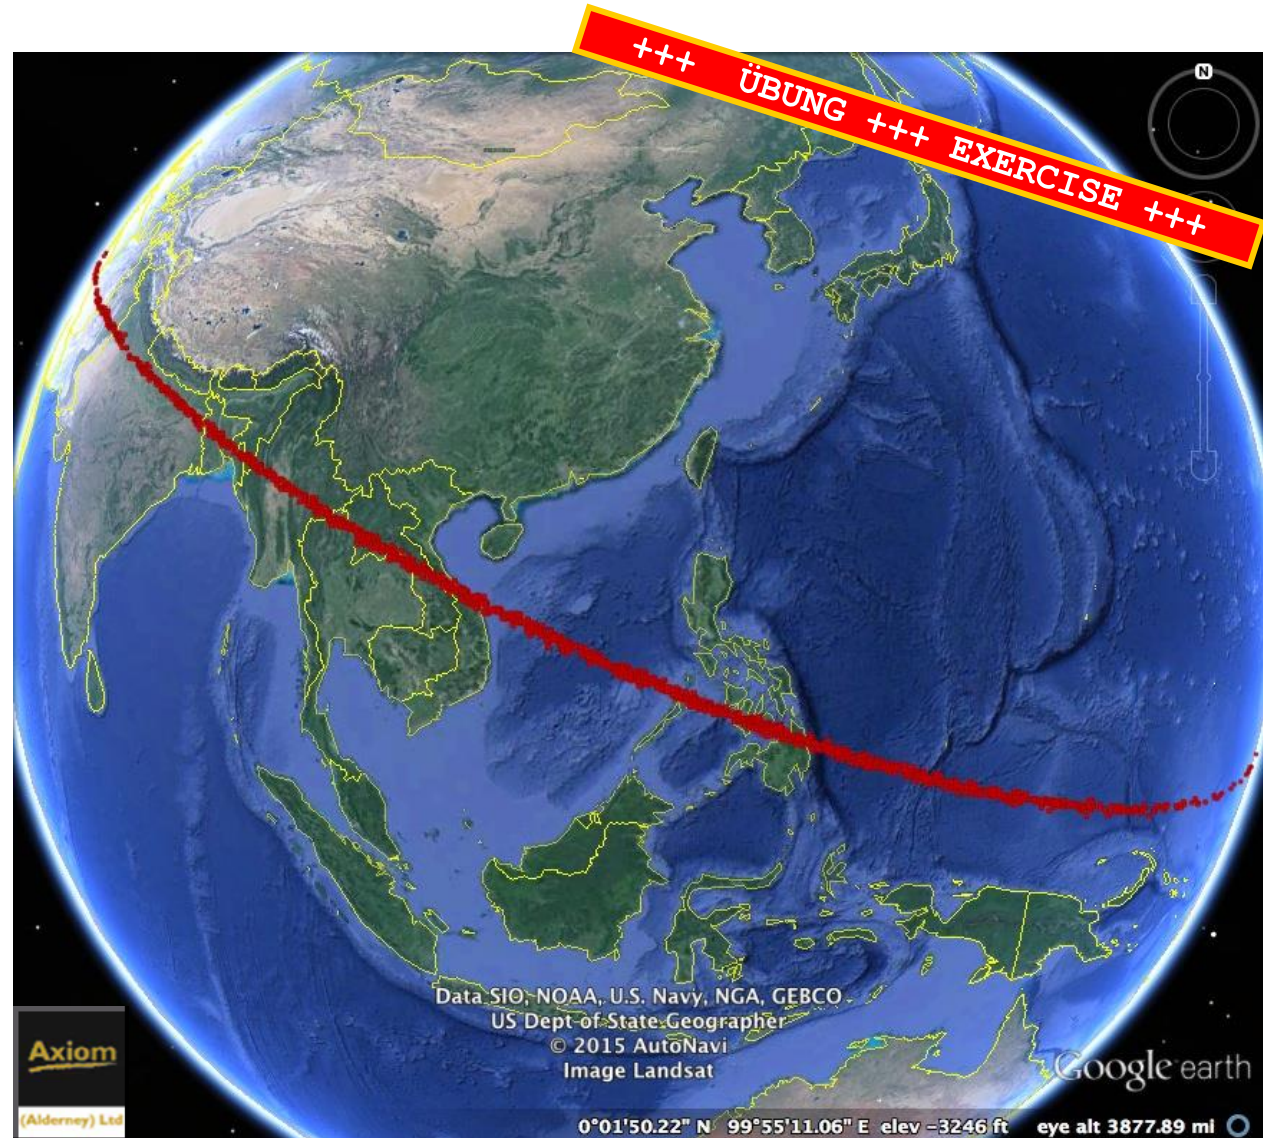 +++ ÜBUNG +++ EXERCISE +++
N
Data SIO, NOAA, U.S. Navy, NGA, GEBCO
US Dept of State Geographer
© 2015 AutoNavi
Image Landsat
Axiom
(Alderney) Ltd
Google earth
0°01'50.22" N 99°55'11.06" E elev -3246 ft eye alt 3877.89 mi